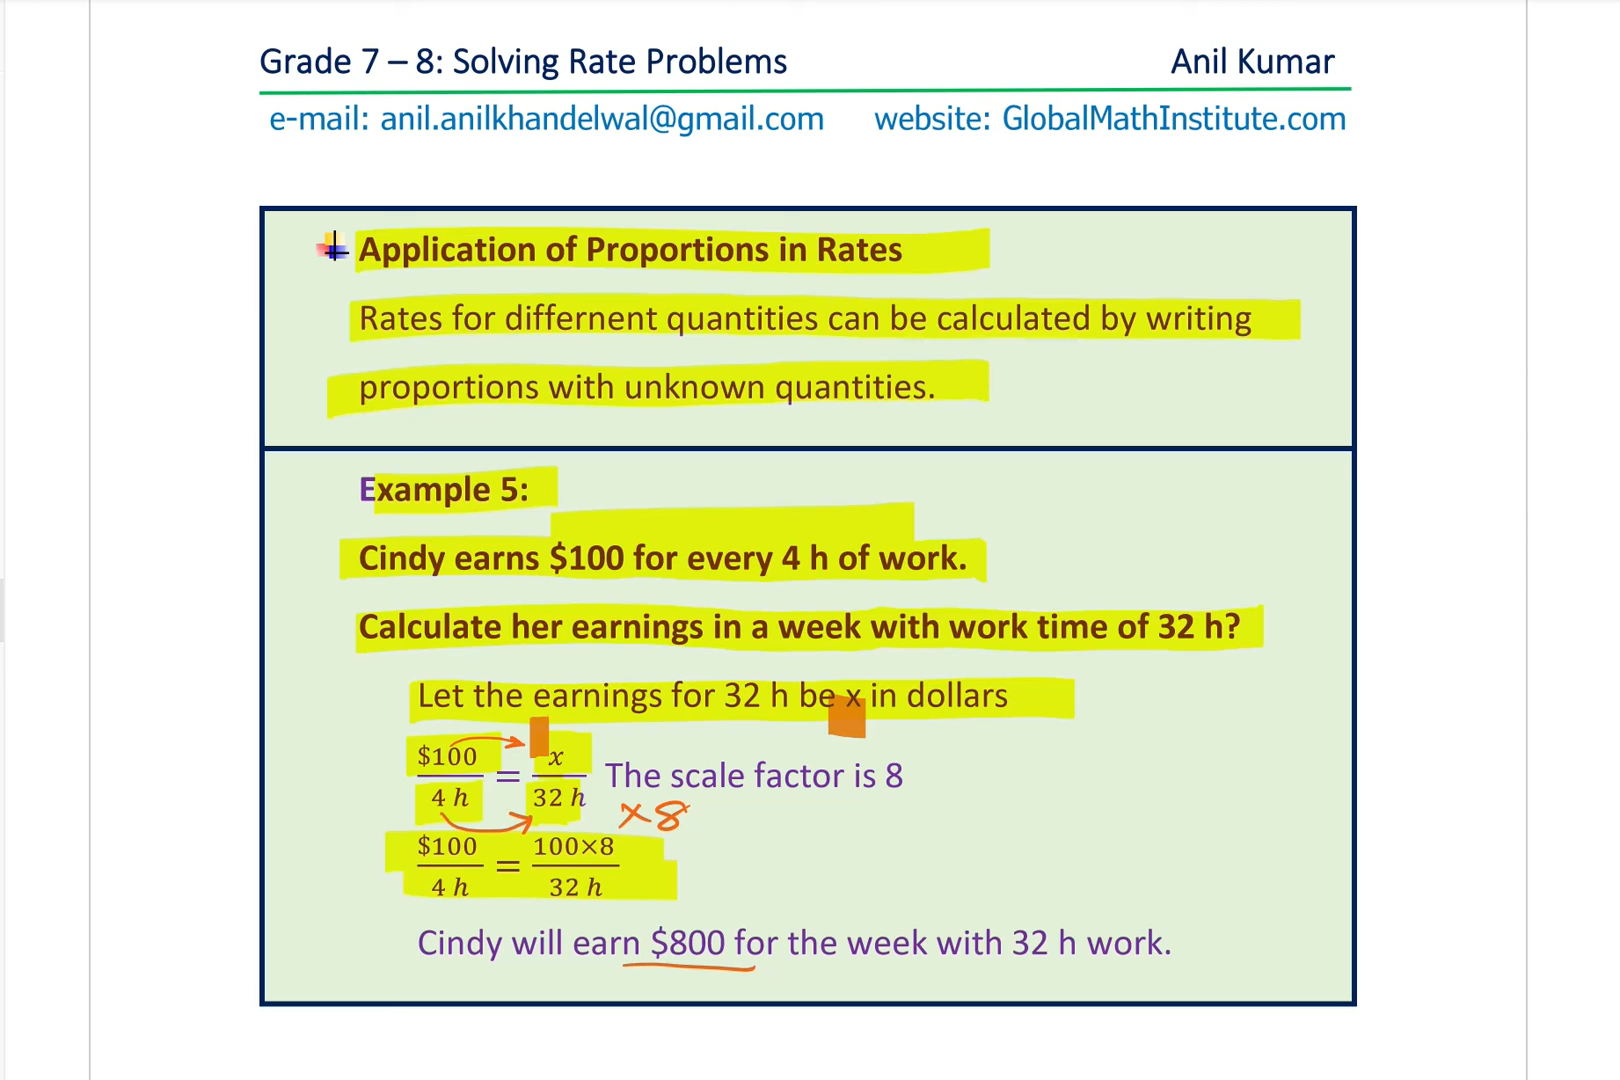 Grade 7 – 8: Solving Rate Problems Anil Kumar
e-mail: anil.anilkhandelwal@gmail.com website: GlobalMathInstitute.com
Application of Proportions in Rates
Rates for differnent quantities can be calculated by writing
proportions with unknown quantities.
Example 5:
Cindy earns $100 for every 4 h of work.
Calculate her earnings in a week with work time of 32 h?
Let the earnings for 32 h be x in dollars
$100/4 h = x/32 h The scale factor is 8
×8
$100/4 h = 100×8/32 h
Cindy will earn $800 for the week with 32 h work.